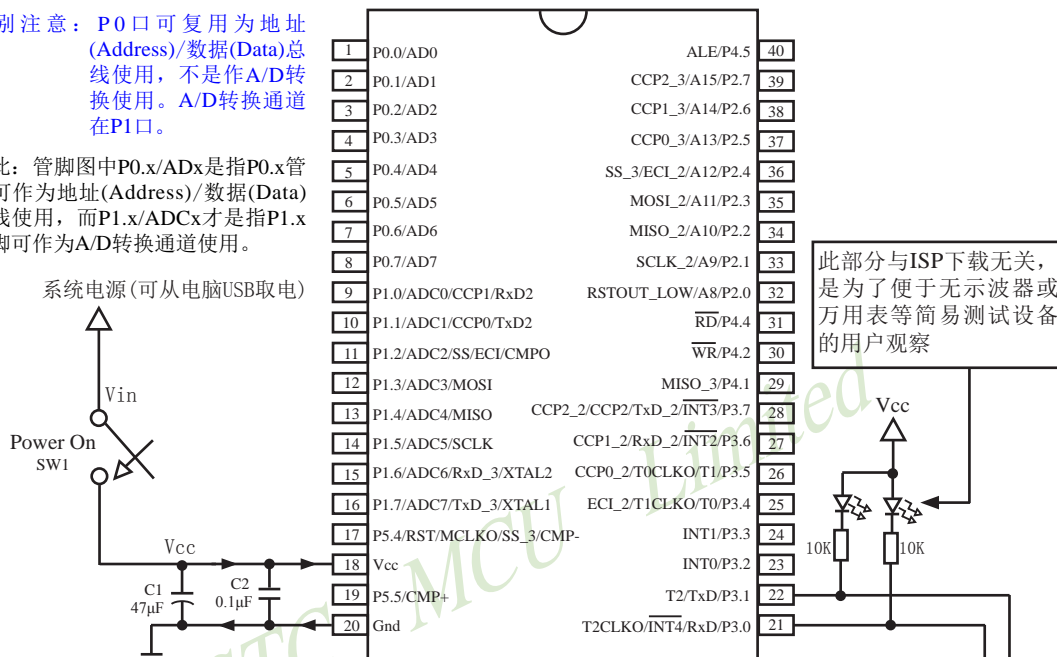 别注意：P0口可复用为地址
(Address)/数据(Data)总
线使用，不是作A/D转
换使用。A/D转换通道
在P1口。
比：管脚图中P0.x/ADx是指P0.x管
可作为地址(Address)/数据(Data)
线使用，而P1.x/ADCx才是指P1.x
脚可作为A/D转换通道使用。
系统电源(可从电脑USB取电)
Vin
Power On
SW1
Vcc
C1
47μF
C2
0.1μF
1 P0.0/AD0
2 P0.1/AD1
3 P0.2/AD2
4 P0.3/AD3
5 P0.4/AD4
6 P0.5/AD5
7 P0.6/AD6
8 P0.7/AD7
9 P1.0/ADC0/CCP1/RxD2
10 P1.1/ADC1/CCP0/TxD2
11 P1.2/ADC2/SS/ECI/CMPO
12 P1.3/ADC3/MOSI
13 P1.4/ADC4/MISO
14 P1.5/ADC5/SCLK
15 P1.6/ADC6/RxD_3/XTAL2
16 P1.7/ADC7/TxD_3/XTAL1
17 P5.4/RST/MCLKO/SS_3/CMP-
18 Vcc
19 P5.5/CMP+
20 Gnd
ALE/P4.5 40
CCP2_3/A15/P2.7 39
CCP1_3/A14/P2.6 38
CCP0_3/A13/P2.5 37
SS_3/ECI_2/A12/P2.4 36
MOSI_2/A11/P2.3 35
MISO_2/A10/P2.2 34
SCLK_2/A9/P2.1 33
RSTOUT_LOW/A8/P2.0 32
RD/P4.4 31
WR/P4.2 30
MISO_3/P4.1 29
CCP2_2/CCP2/TxD_2/INT3/P3.7 28
CCP1_2/RxD_2/INT2/P3.6 27
CCP0_2/T0CLKO/T1/P3.5 26
ECI_2/T1CLKO/T0/P3.4 25
INT1/P3.3 24
INT0/P3.2 23
T2/TxD/P3.1 22
T2CLKO/INT4/RxD/P3.0 21
此部分与ISP下载无关，
是为了便于无示波器或
万用表等简易测试设备
的用户观察
Vcc
10K
10K
STC MCU Limited